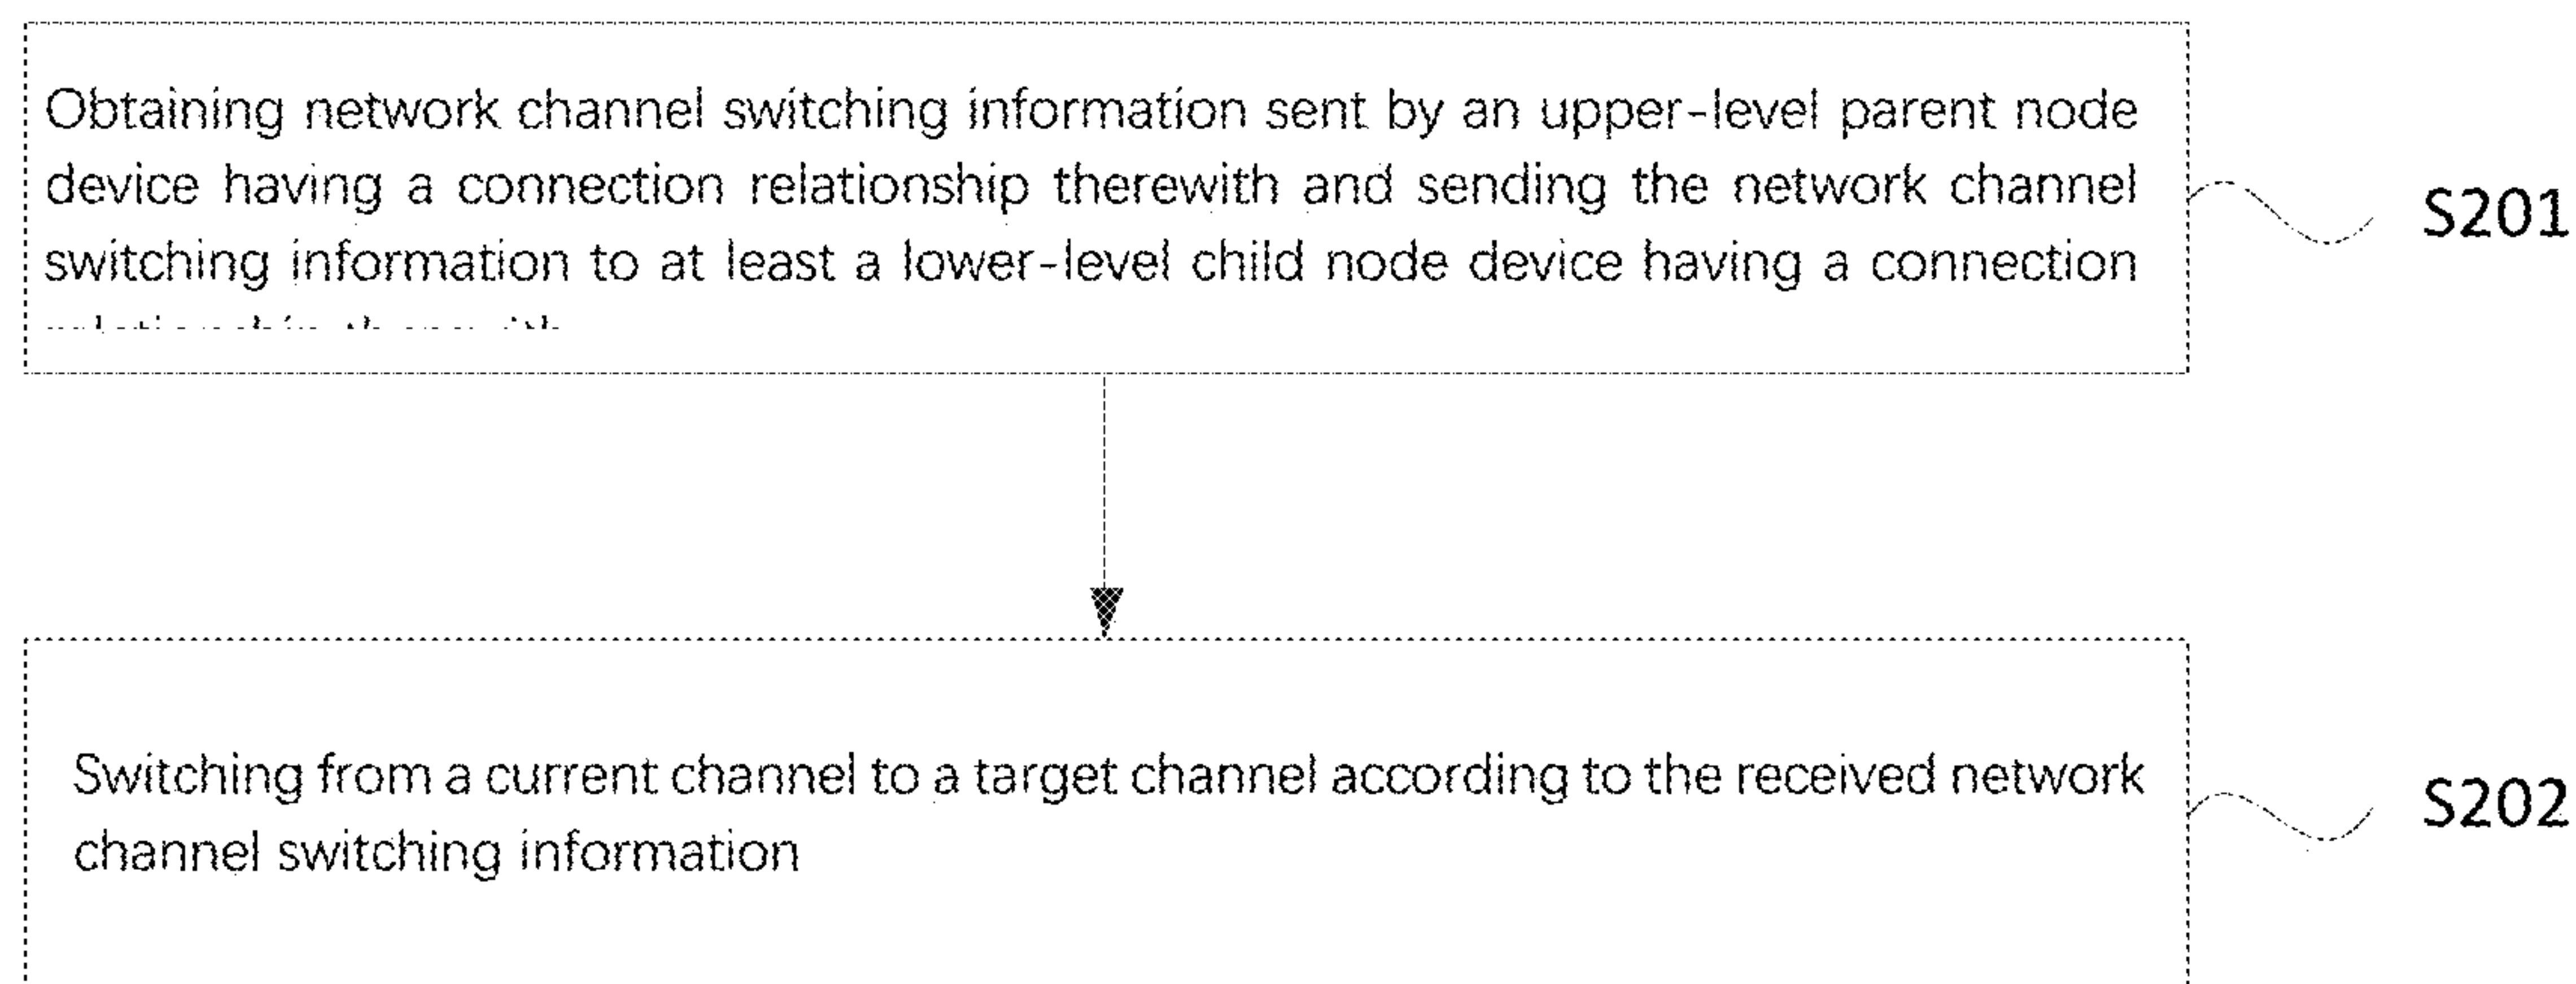 Obtaining network channel switching information sent by an upper-level parent node
device having a connection relationship therewith and sending the network channel
switching information to at least a lower-level child node device having a connection
S201
Switching from a current channel to a target channel according to the received network
channel switching information
S202